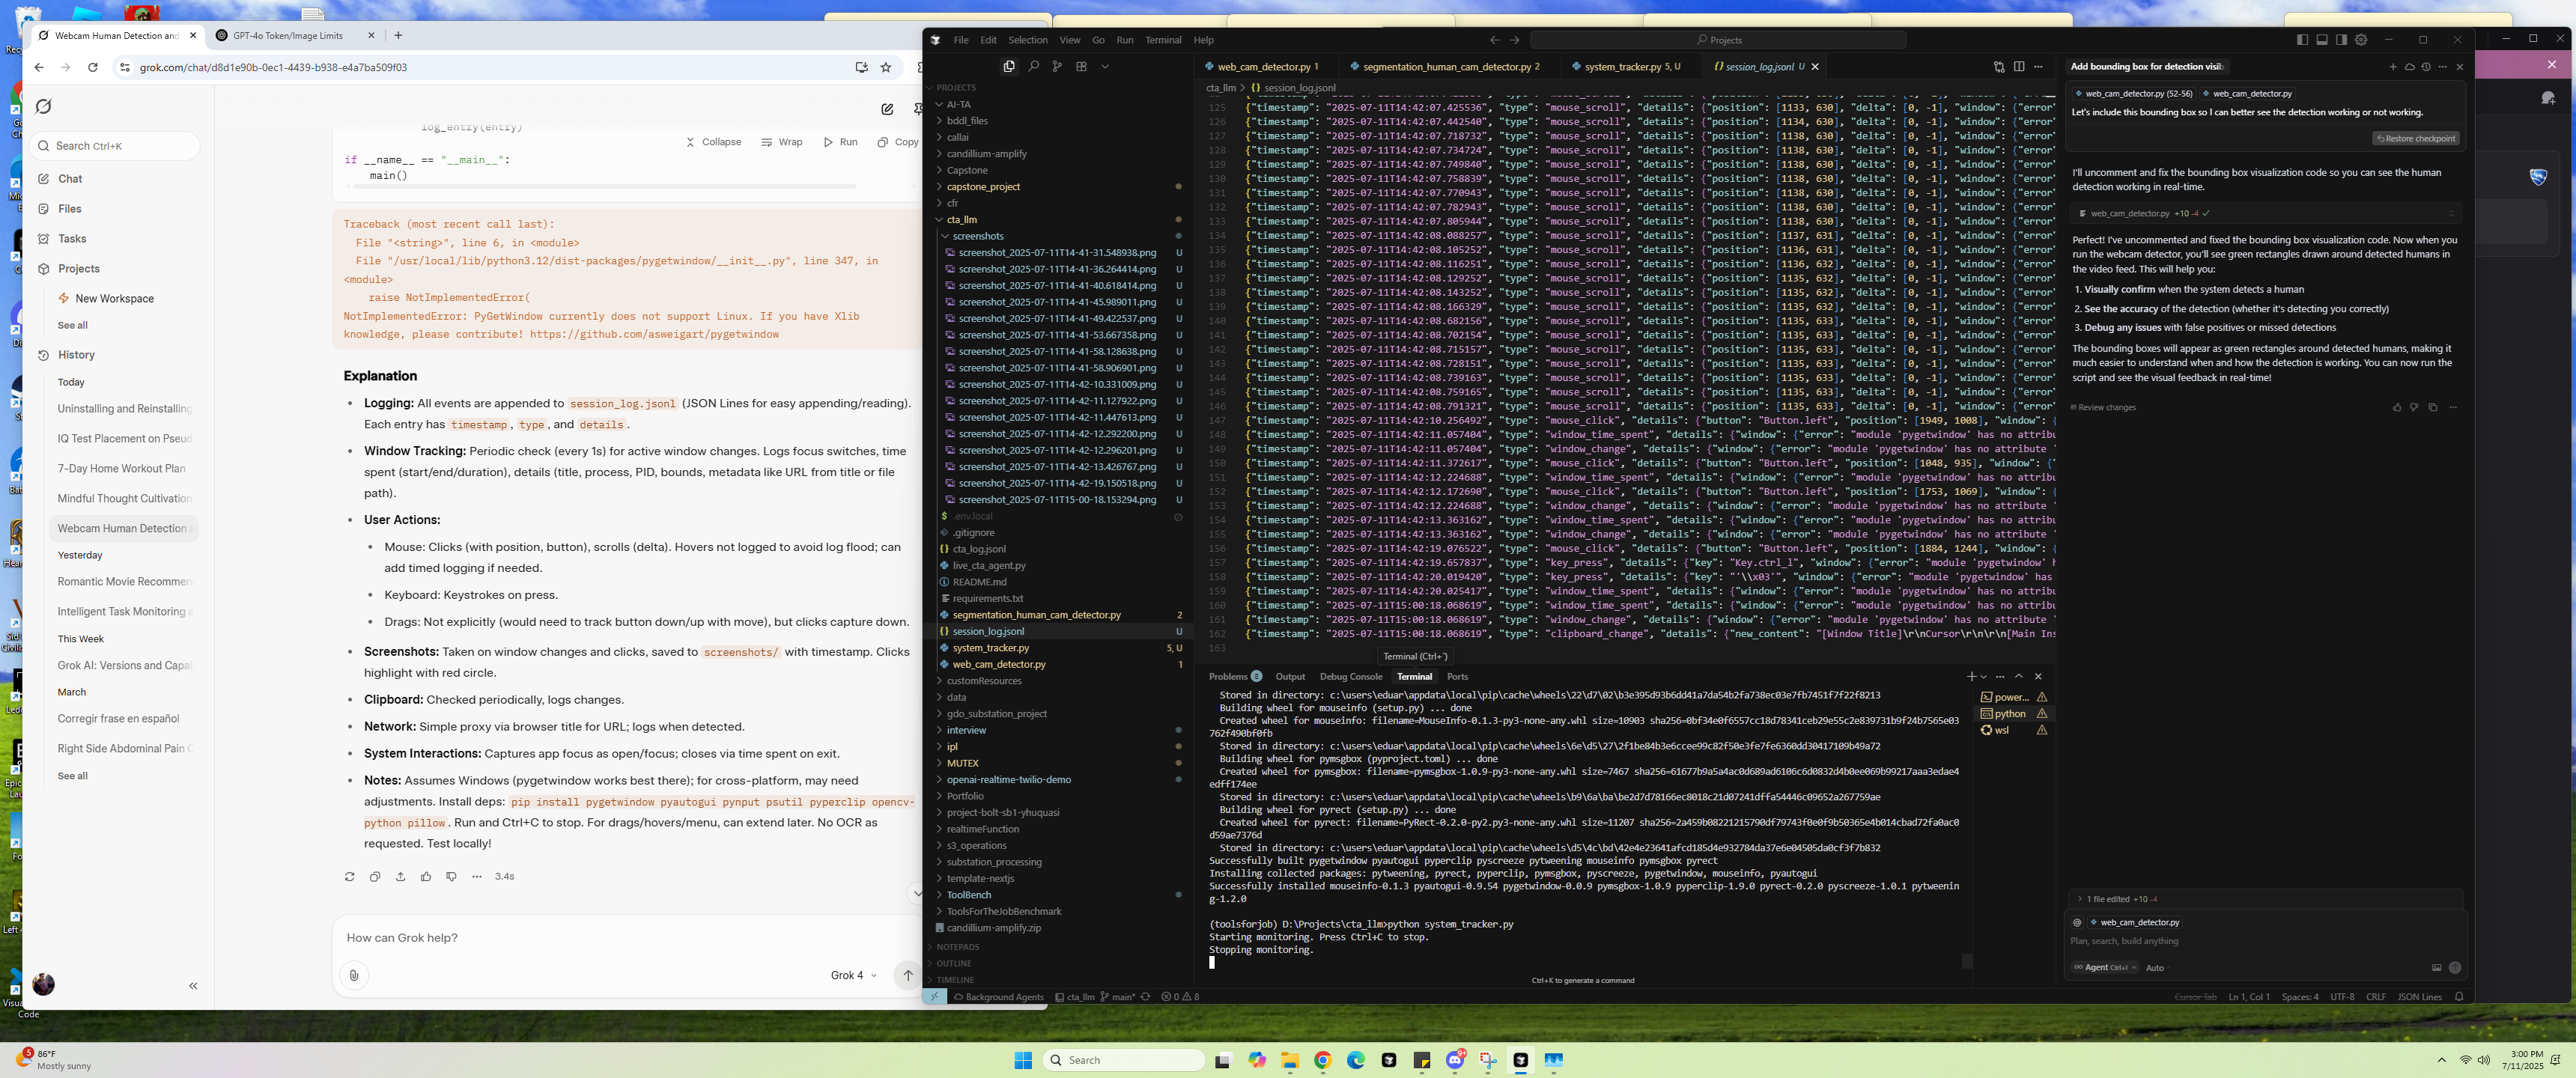 Webcam Human Detection and
GPT-4o Token/Image Limits
grok.com/chat/d8d1e90b-0ec1-4439-b938-e4a7ba509f03
Search Ctrl+K
Chat
Files
Tasks
Projects
New Workspace
See all
History
Today
Uninstalling and Reinstalling
IQ Test Placement on Pseud
7-Day Home Workout Plan
Mindful Thought Cultivation
Webcam Human Detection a
Yesterday
Romantic Movie Recommen
Intelligent Task Monitoring a
This Week
Grok AI: Versions and Capab
March
Corregir frase en español
Right Side Abdominal Pain C
See all
log_entry(entry)
Collapse Wrap Run Copy
if __name__ == "__main__":
main()
Traceback (most recent call last):
File "<string>", line 6, in <module>
File "/usr/local/lib/python3.12/dist-packages/pygetwindow/__init__.py", line 347, in
<module>
raise NotImplementedError(
NotImplementedError: PyGetWindow currently does not support Linux. If you have Xlib
knowledge, please contribute! https://github.com/asweigart/pygetwindow
Explanation
Logging: All events are appended to session_log.jsonl (JSON Lines for easy appending/reading).
Each entry has timestamp, type, and details.
Window Tracking: Periodic check (every 1s) for active window changes. Logs focus switches, time
spent (start/end/duration), details (title, process, PID, bounds, metadata like URL from title or file
path).
User Actions:
Mouse: Clicks (with position, button), scrolls (delta). Hovers not logged to avoid log flood; can
add timed logging if needed.
Keyboard: Keystrokes on press.
Drags: Not explicitly (would need to track button down/up with move), but clicks capture down.
Screenshots: Taken on window changes and clicks, saved to screenshots/ with timestamp. Clicks
highlight with red circle.
Clipboard: Checked periodically, logs changes.
Network: Simple proxy via browser title for URL; logs when detected.
System Interactions: Captures app focus as open/focus; closes via time spent on exit.
Notes: Assumes Windows (pygetwindow works best there); for cross-platform, may need
adjustments. Install deps: pip install pygetwindow pyautogui pynput psutil pyperclip opencv-
python pillow. Run and Ctrl+C to stop. For drags/hovers/menu, can extend later. No OCR as
requested. Test locally!
3.4s
How can Grok help?
Grok 4
File Edit Selection View Go Run Terminal Help
Projects
PROJECTS
AI-TA
bddl_files
callai
candillium-amplify
Capstone
capstone_project
cfr
cta_llm
screenshots
screenshot_2025-07-11T14-41-31.548938.png U
screenshot_2025-07-11T14-41-36.264414.png U
screenshot_2025-07-11T14-41-40.618414.png U
screenshot_2025-07-11T14-41-45.989011.png U
screenshot_2025-07-11T14-41-49.422537.png U
screenshot_2025-07-11T14-41-53.667358.png U
screenshot_2025-07-11T14-41-58.128638.png U
screenshot_2025-07-11T14-41-58.906901.png U
screenshot_2025-07-11T14-42-10.331009.png U
screenshot_2025-07-11T14-42-11.127922.png U
screenshot_2025-07-11T14-42-11.447613.png U
screenshot_2025-07-11T14-42-12.292200.png U
screenshot_2025-07-11T14-42-12.296201.png U
screenshot_2025-07-11T14-42-13.426767.png U
screenshot_2025-07-11T14-42-19.150518.png U
screenshot_2025-07-11T15-00-18.153294.png U
.env.local
.gitignore
cta_log.jsonl
live_cta_agent.py
README.md
requirements.txt
segmentation_human_cam_detector.py 2
session_log.jsonl U
system_tracker.py 5, U
web_cam_detector.py 1
customResources
data
gdo_substation_project
interview
ipl
MUTEX
openai-realtime-twilio-demo
Portfolio
project-bolt-sb1-yhuquasi
realtimeFunction
s3_operations
substation_processing
template-nextjs
ToolBench
ToolsForTheJobBenchmark
candillium-amplify.zip
NOTEPADS
OUTLINE
TIMELINE
web_cam_detector.py 1
segmentation_human_cam_detector.py 2
system_tracker.py 5, U
session_log.jsonl U
cta_llm > session_log.jsonl
125 {"timestamp": "2025-07-11T14:42:07.425536", "type": "mouse_scroll", "details": {"position": [1133, 630], "delta": [0, -1], "window": {"error"
126 {"timestamp": "2025-07-11T14:42:07.442540", "type": "mouse_scroll", "details": {"position": [1134, 630], "delta": [0, -1], "window": {"error"
127 {"timestamp": "2025-07-11T14:42:07.718732", "type": "mouse_scroll", "details": {"position": [1138, 630], "delta": [0, -1], "window": {"error"
128 {"timestamp": "2025-07-11T14:42:07.734724", "type": "mouse_scroll", "details": {"position": [1138, 630], "delta": [0, -1], "window": {"error"
129 {"timestamp": "2025-07-11T14:42:07.749840", "type": "mouse_scroll", "details": {"position": [1138, 630], "delta": [0, -1], "window": {"error"
130 {"timestamp": "2025-07-11T14:42:07.758839", "type": "mouse_scroll", "details": {"position": [1138, 630], "delta": [0, -1], "window": {"error"
131 {"timestamp": "2025-07-11T14:42:07.770943", "type": "mouse_scroll", "details": {"position": [1138, 630], "delta": [0, -1], "window": {"error"
132 {"timestamp": "2025-07-11T14:42:07.782943", "type": "mouse_scroll", "details": {"position": [1138, 630], "delta": [0, -1], "window": {"error"
133 {"timestamp": "2025-07-11T14:42:07.805944", "type": "mouse_scroll", "details": {"position": [1138, 630], "delta": [0, -1], "window": {"error"
134 {"timestamp": "2025-07-11T14:42:08.088257", "type": "mouse_scroll", "details": {"position": [1137, 631], "delta": [0, -1], "window": {"error"
135 {"timestamp": "2025-07-11T14:42:08.105252", "type": "mouse_scroll", "details": {"position": [1136, 631], "delta": [0, -1], "window": {"error"
136 {"timestamp": "2025-07-11T14:42:08.116251", "type": "mouse_scroll", "details": {"position": [1136, 632], "delta": [0, -1], "window": {"error"
137 {"timestamp": "2025-07-11T14:42:08.129252", "type": "mouse_scroll", "details": {"position": [1135, 632], "delta": [0, -1], "window": {"error"
138 {"timestamp": "2025-07-11T14:42:08.143252", "type": "mouse_scroll", "details": {"position": [1135, 632], "delta": [0, -1], "window": {"error"
139 {"timestamp": "2025-07-11T14:42:08.166329", "type": "mouse_scroll", "details": {"position": [1135, 632], "delta": [0, -1], "window": {"error"
140 {"timestamp": "2025-07-11T14:42:08.682156", "type": "mouse_scroll", "details": {"position": [1135, 633], "delta": [0, -1], "window": {"error"
141 {"timestamp": "2025-07-11T14:42:08.702154", "type": "mouse_scroll", "details": {"position": [1135, 633], "delta": [0, -1], "window": {"error"
142 {"timestamp": "2025-07-11T14:42:08.715157", "type": "mouse_scroll", "details": {"position": [1135, 633], "delta": [0, -1], "window": {"error"
143 {"timestamp": "2025-07-11T14:42:08.728151", "type": "mouse_scroll", "details": {"position": [1135, 633], "delta": [0, -1], "window": {"error"
144 {"timestamp": "2025-07-11T14:42:08.739163", "type": "mouse_scroll", "details": {"position": [1135, 633], "delta": [0, -1], "window": {"error"
145 {"timestamp": "2025-07-11T14:42:08.759165", "type": "mouse_scroll", "details": {"position": [1135, 633], "delta": [0, -1], "window": {"error"
146 {"timestamp": "2025-07-11T14:42:08.791321", "type": "mouse_scroll", "details": {"position": [1135, 633], "delta": [0, -1], "window": {"error"
147 {"timestamp": "2025-07-11T14:42:10.256492", "type": "mouse_click", "details": {"button": "Button.left", "position": [1949, 1008], "window": {
148 {"timestamp": "2025-07-11T14:42:11.057404", "type": "window_time_spent", "details": {"window": {"error": "module 'pygetwindow' has no attribu
149 {"timestamp": "2025-07-11T14:42:11.057404", "type": "window_change", "details": {"window": {"error": "module 'pygetwindow' has no attribute '
150 {"timestamp": "2025-07-11T14:42:11.372617", "type": "mouse_click", "details": {"button": "Button.left", "position": [1048, 935], "window": {"
151 {"timestamp": "2025-07-11T14:42:12.224688", "type": "window_time_spent", "details": {"window": {"error": "module 'pygetwindow' has no attribu
152 {"timestamp": "2025-07-11T14:42:12.172690", "type": "mouse_click", "details": {"button": "Button.left", "position": [1753, 1069], "window": {
153 {"timestamp": "2025-07-11T14:42:12.224688", "type": "window_change", "details": {"window": {"error": "module 'pygetwindow' has no attribute '
154 {"timestamp": "2025-07-11T14:42:13.363162", "type": "window_time_spent", "details": {"window": {"error": "module 'pygetwindow' has no attribu
155 {"timestamp": "2025-07-11T14:42:13.363162", "type": "window_change", "details": {"window": {"error": "module 'pygetwindow' has no attribute '
156 {"timestamp": "2025-07-11T14:42:19.076522", "type": "mouse_click", "details": {"button": "Button.left", "position": [1884, 1244], "window": {
157 {"timestamp": "2025-07-11T14:42:19.657837", "type": "key_press", "details": {"key": "Key.ctrl_l", "window": {"error": "module 'pygetwindow' h
158 {"timestamp": "2025-07-11T14:42:20.019420", "type": "key_press", "details": {"key": "'\\x03'", "window": {"error": "module 'pygetwindow' has
159 {"timestamp": "2025-07-11T14:42:20.025417", "type": "window_time_spent", "details": {"window": {"error": "module 'pygetwindow' has no attribu
160 {"timestamp": "2025-07-11T15:00:18.068619", "type": "window_time_spent", "details": {"window": {"error": "module 'pygetwindow' has no attribu
161 {"timestamp": "2025-07-11T15:00:18.068619", "type": "window_change", "details": {"window": {"error": "module 'pygetwindow' has no attribute '
162 {"timestamp": "2025-07-11T15:00:18.068619", "type": "clipboard_change", "details": {"new_content": "[Window Title]\r\nCursor\r\n\r\n[Main Ins
163
Terminal (Ctrl+`)
Problems 8 Output Debug Console Terminal Ports
Stored in directory: c:\users\eduar\appdata\local\pip\cache\wheels\22\d7\02\b3e395d93b6dd41a7da54b2fa738ec03e7fb7451f7f22f8213
Building wheel for mouseinfo (setup.py) ... done
Created wheel for mouseinfo: filename=MouseInfo-0.1.3-py3-none-any.whl size=10903 sha256=0bf34e0f6557cc18d78341ceb29e55c2e839731b9f24b7565e03
762f490bf0fb
Stored in directory: c:\users\eduar\appdata\local\pip\cache\wheels\6e\d5\27\2f1be84b3e6ccee99c82f50e3fe7fe6360dd30417109b49a72
Building wheel for pymsgbox (pyproject.toml) ... done
Created wheel for pymsgbox: filename=pymsgbox-1.0.9-py3-none-any.whl size=7467 sha256=61677b9a5a4ac0d689ad6106c6d0832d4b0ee069b99217aaa3edae4
edff174ee
Stored in directory: c:\users\eduar\appdata\local\pip\cache\wheels\b9\6a\ba\be2d7d78166ec8018c21d07241dffa54446c09652a267759ae
Building wheel for pyrect (setup.py) ... done
Created wheel for pyrect: filename=PyRect-0.2.0-py2.py3-none-any.whl size=11207 sha256=2a459b08221215790df79743f0e0f9b50365e4b014cbad72fa0ac0
d59ae7376d
Stored in directory: c:\users\eduar\appdata\local\pip\cache\wheels\d5\4c\bd\42e4e23641afcd185d4e932784da37e6e04505da0cf3f7b832
Successfully built pygetwindow pyautogui pyperclip pyscreeze pytweening mouseinfo pymsgbox pyrect
Installing collected packages: pytweening, pyrect, pyperclip, pymsgbox, pyscreeze, pygetwindow, mouseinfo, pyautogui
Successfully installed mouseinfo-0.1.3 pyautogui-0.9.54 pygetwindow-0.0.9 pymsgbox-1.0.9 pyperclip-1.9.0 pyrect-0.2.0 pyscreeze-1.0.1 pytweenin
g-1.2.0
(toolsforjob) D:\Projects\cta_llm>python system_tracker.py
Starting monitoring. Press Ctrl+C to stop.
Stopping monitoring.
Ctrl+K to generate a command
power...
python
wsl
Add bounding box for detection visib
web_cam_detector.py (52-56) web_cam_detector.py
Let's include this bounding box so I can better see the detection working or not working.
Restore checkpoint
I'll uncomment and fix the bounding box visualization code so you can see the human
detection working in real-time.
web_cam_detector.py +10 -4
Perfect! I've uncommented and fixed the bounding box visualization code. Now when you
run the webcam detector, you'll see green rectangles drawn around detected humans in
the video feed. This will help you:
1. Visually confirm when the system detects a human
2. See the accuracy of the detection (whether it's detecting you correctly)
3. Debug any issues with false positives or missed detections
The bounding boxes will appear as green rectangles around detected humans, making it
much easier to understand when and how the detection is working. You can now run the
script and see the visual feedback in real-time!
Review changes
1 file edited +10 -4
@ web_cam_detector.py
Plan, search, build anything
Agent Ctrl+I Auto
Background Agents cta_llm main* 0 8
Cursor Tab Ln 1, Col 1 Spaces: 4 UTF-8 CRLF JSON Lines
Code
5
86°F
Mostly sunny
Search
9+
3:00 PM
7/11/2025